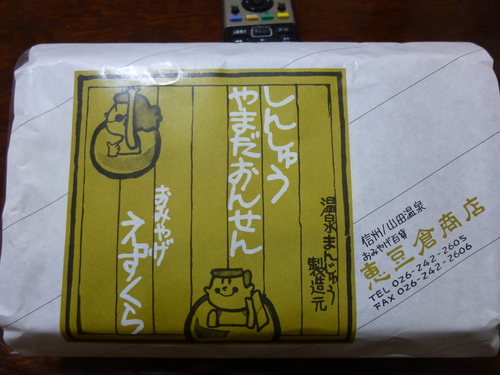 しんしゅう
やまだおんせん
温泉まんじゅう
製造元
おみやげ
えずくら
信州/山田温泉
おみやげ百貨
恵豆倉商店
TEL 026-242-2605
FAX 026-242-2606